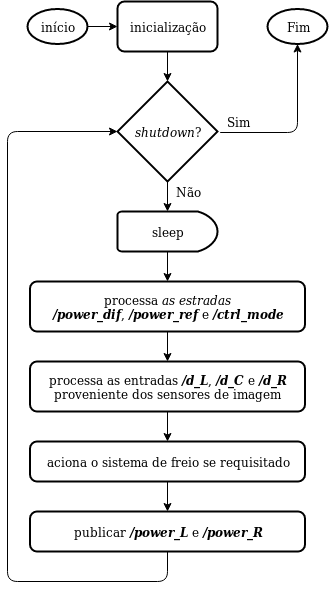 início
inicialização
Fim
shutdown?
Sim
Não
sleep
processa as estradas
/power_dif, /power_ref e /ctrl_mode
processa as entradas /d_L, /d_C e /d_R
proveniente dos sensores de imagem
aciona o sistema de freio se requisitado
publicar /power_L e /power_R